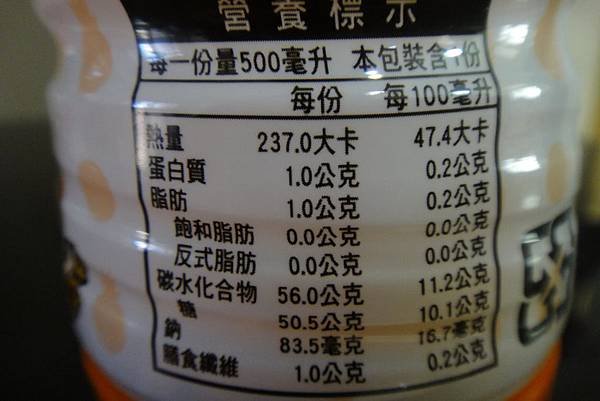 營養標示
每一份量500毫升 本包裝含1份
每份 每100毫升
熱量 237.0大卡 47.4大卡
蛋白質 1.0公克 0.2公克
脂肪 1.0公克 0.2公克
飽和脂肪 0.0公克 0.0公克
反式脂肪 0.0公克 0.0公克
碳水化合物 56.0公克 11.2公克
糖 50.5公克 10.1公克
鈉 83.5毫克 16.7毫克
膳食纖維 1.0公克 0.2公克